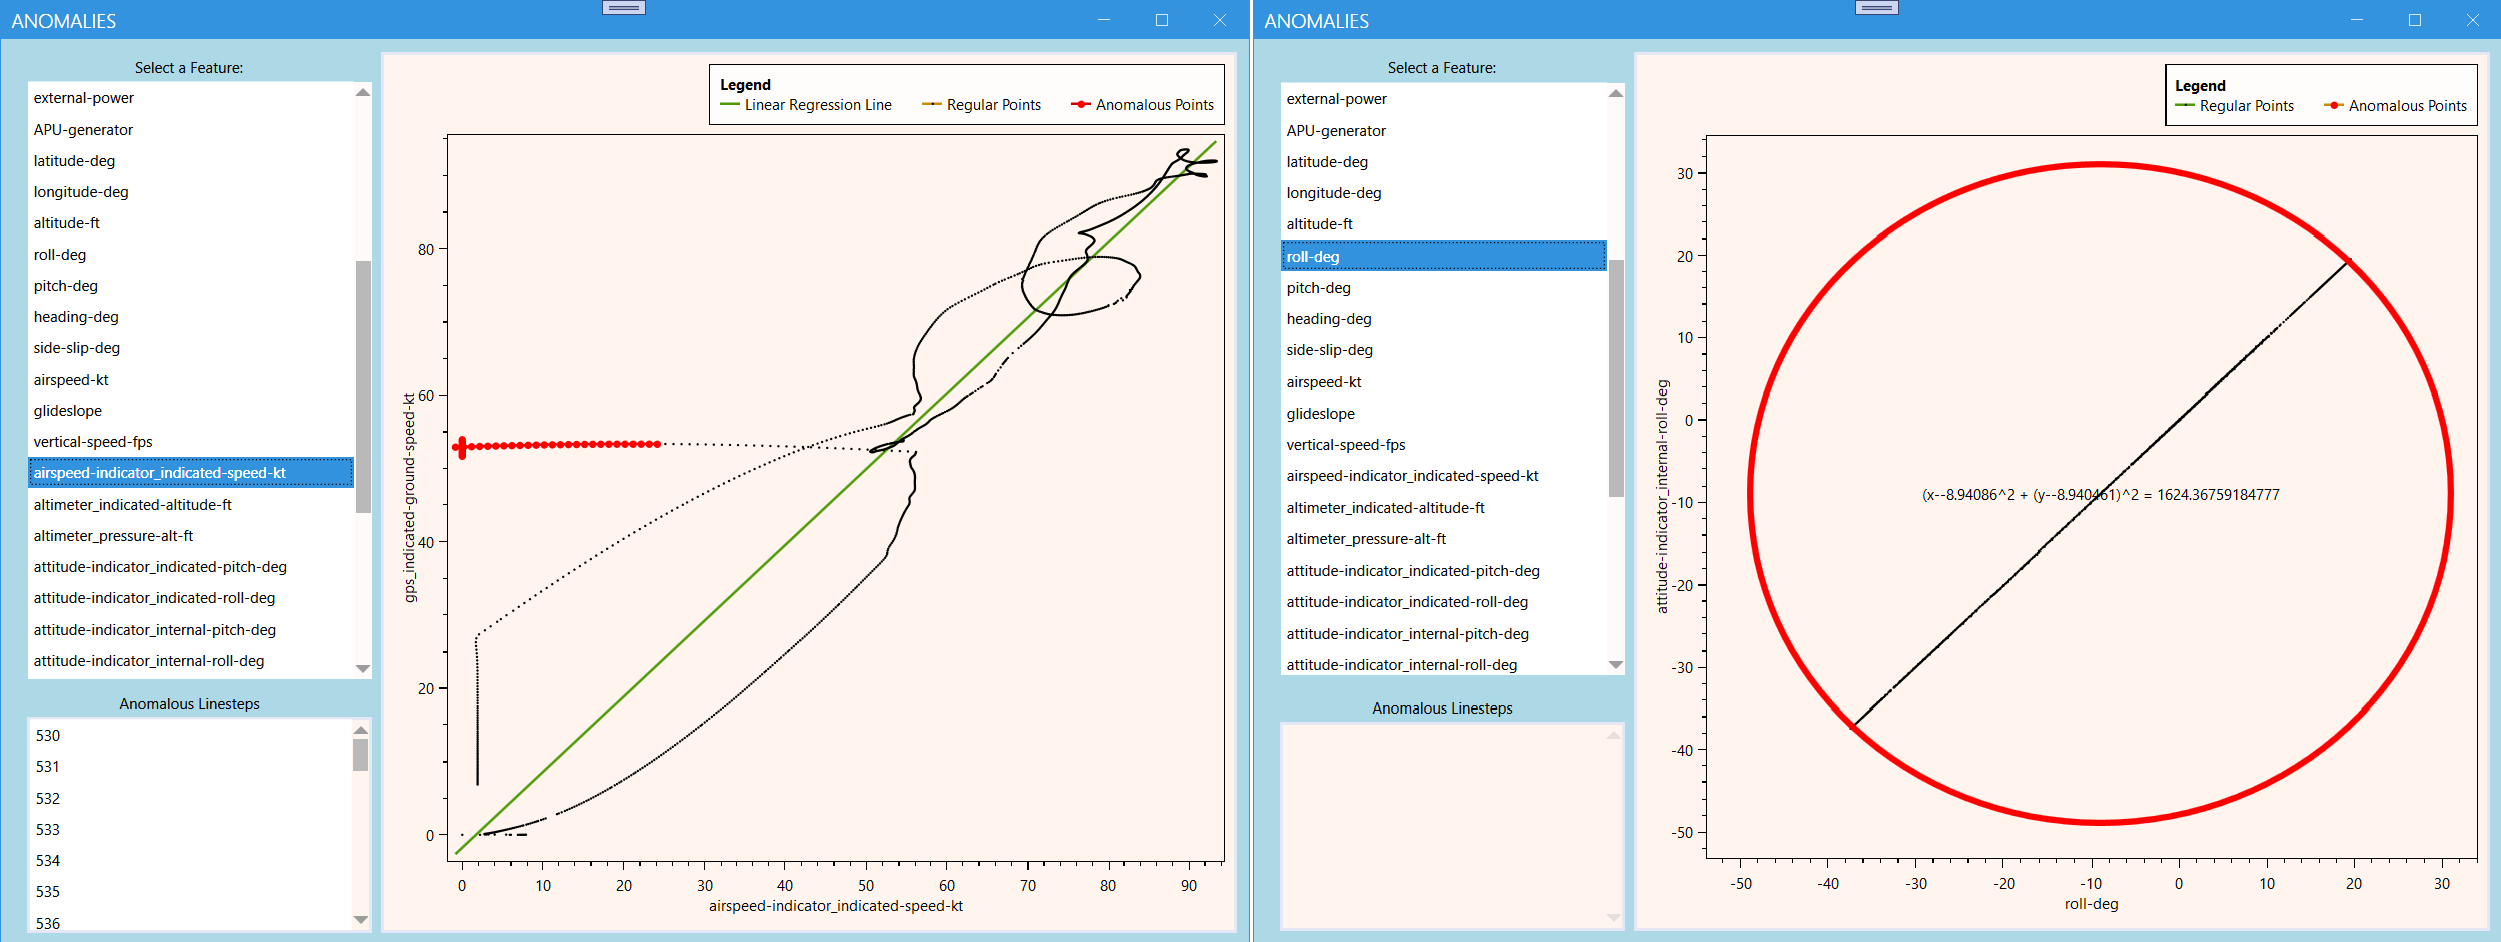 ANOMALIES
Select a Feature:
external-power
APU-generator
latitude-deg
longitude-deg
altitude-ft
roll-deg
pitch-deg
heading-deg
side-slip-deg
airspeed-kt
glideslope
vertical-speed-fps
airspeed-indicator_indicated-speed-kt
altimeter_indicated-altitude-ft
altimeter_pressure-alt-ft
attitude-indicator_indicated-pitch-deg
attitude-indicator_indicated-roll-deg
attitude-indicator_internal-pitch-deg
attitude-indicator_internal-roll-deg
Anomalous Linesteps
530
531
532
533
534
535
536
Legend
Linear Regression Line Regular Points Anomalous Points
gps_indicated-ground-speed-kt
80
60
40
20
0
0 10 20 30 40 50 60 70 80 90
airspeed-indicator_indicated-speed-kt
ANOMALIES
Select a Feature:
external-power
APU-generator
latitude-deg
longitude-deg
altitude-ft
roll-deg
pitch-deg
heading-deg
side-slip-deg
airspeed-kt
glideslope
vertical-speed-fps
airspeed-indicator_indicated-speed-kt
altimeter_indicated-altitude-ft
altimeter_pressure-alt-ft
attitude-indicator_indicated-pitch-deg
attitude-indicator_indicated-roll-deg
attitude-indicator_internal-pitch-deg
attitude-indicator_internal-roll-deg
Anomalous Linesteps
Legend
Regular Points Anomalous Points
attitude-indicator_internal-roll-deg
30
20
10
0
-10
-20
-30
-40
-50
(x--8.94086^2 + (y--8.940461)^2 = 1624.36759184777
-50 -40 -30 -20 -10 0 10 20 30
roll-deg